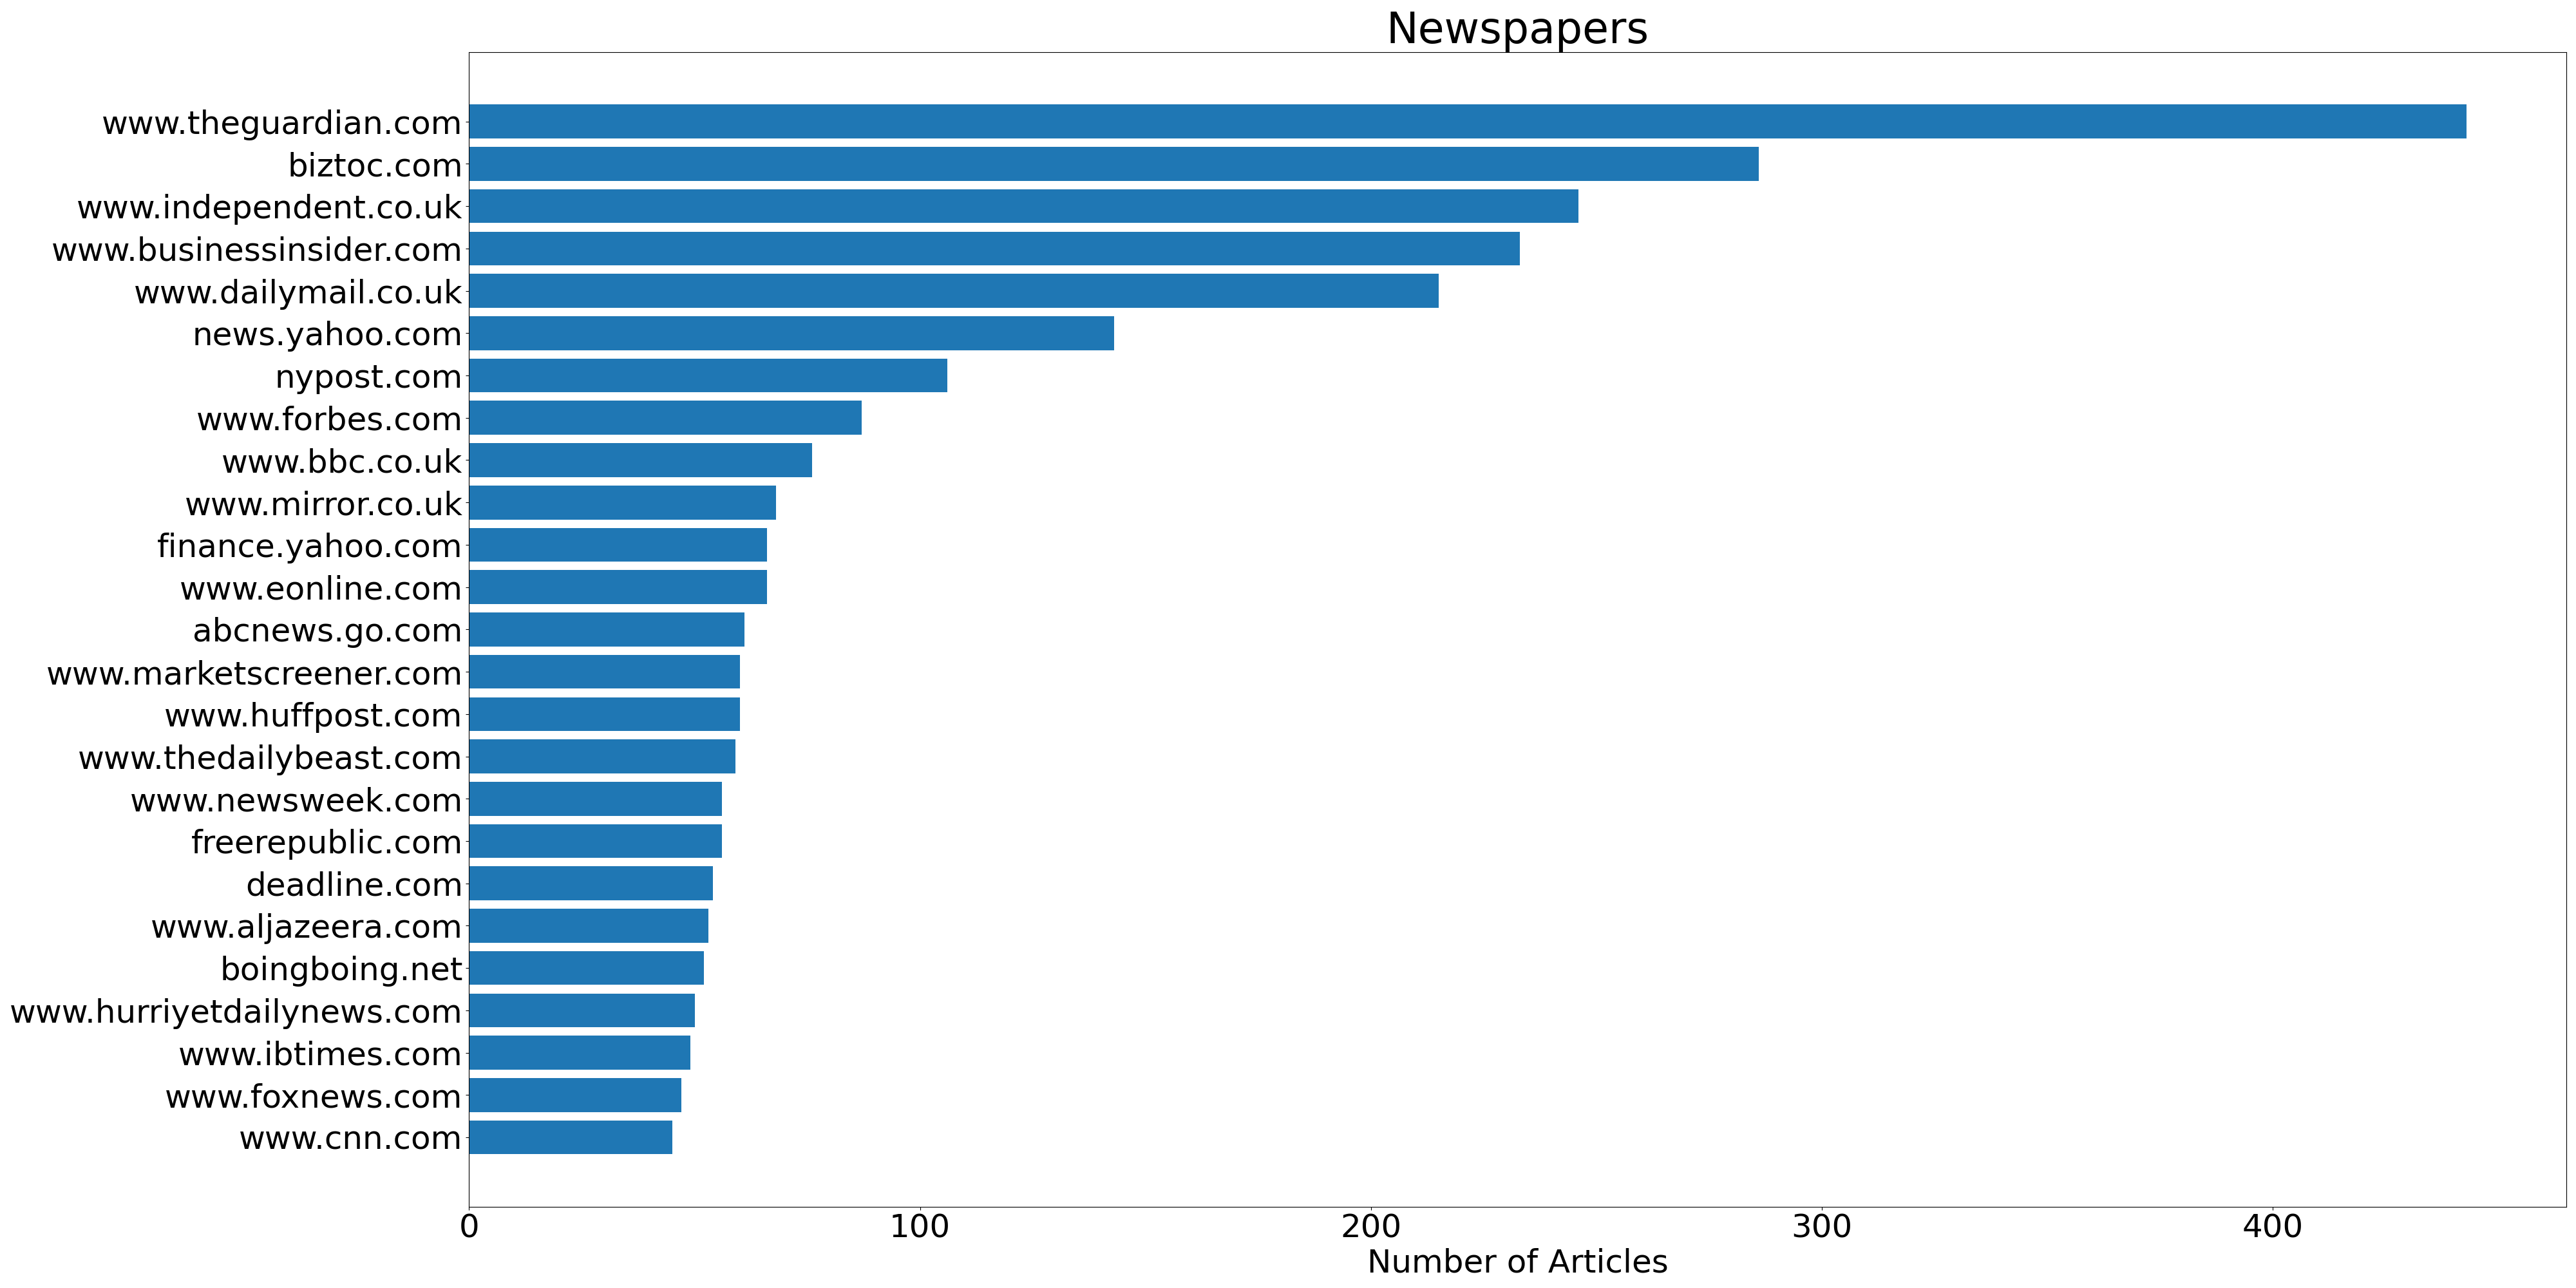 Newspapers
www.theguardian.com
biztoc.com
www.independent.co.uk
www.businessinsider.com
www.dailymail.co.uk
news.yahoo.com
nypost.com
www.forbes.com
www.bbc.co.uk
www.mirror.co.uk
finance.yahoo.com
www.eonline.com
abcnews.go.com
www.marketscreener.com
www.huffpost.com
www.thedailybeast.com
www.newsweek.com
freerepublic.com
deadline.com
www.aljazeera.com
boingboing.net
www.hurriyetdailynews.com
www.ibtimes.com
www.foxnews.com
www.cnn.com
0 100 200 300 400
Number of Articles